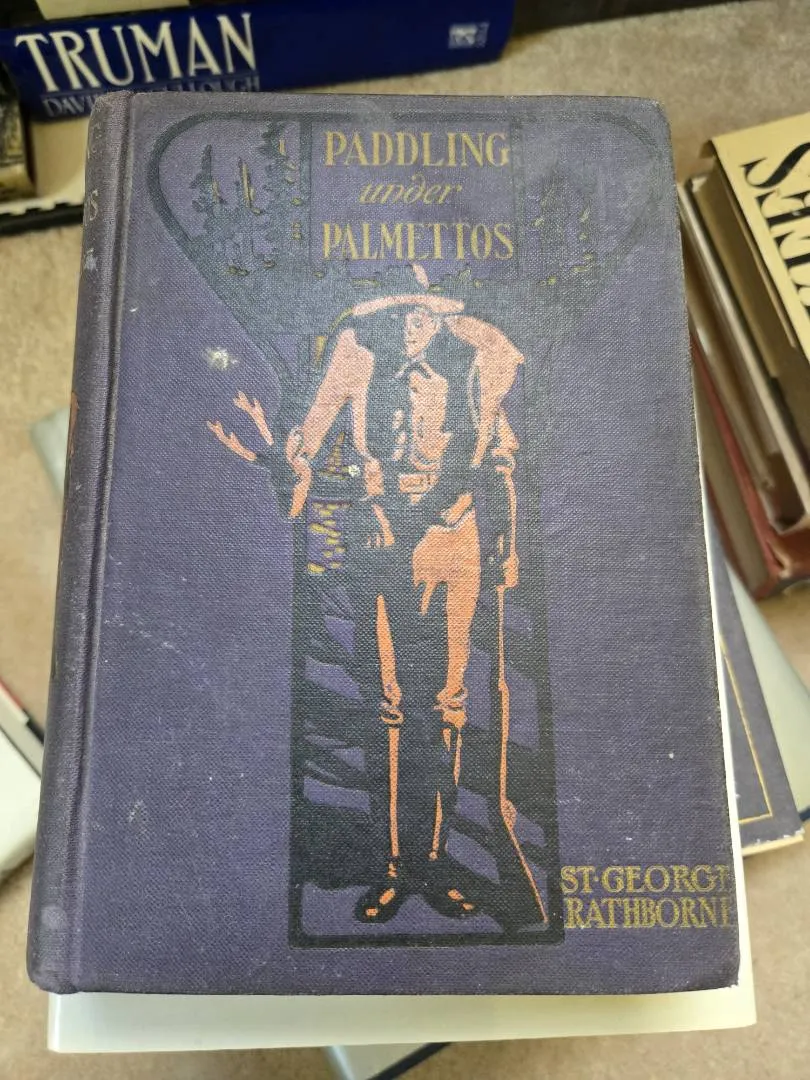 TRUMAN
PADDLING
under
PALMETTOS
ST·GEORGE
RATHBORNE